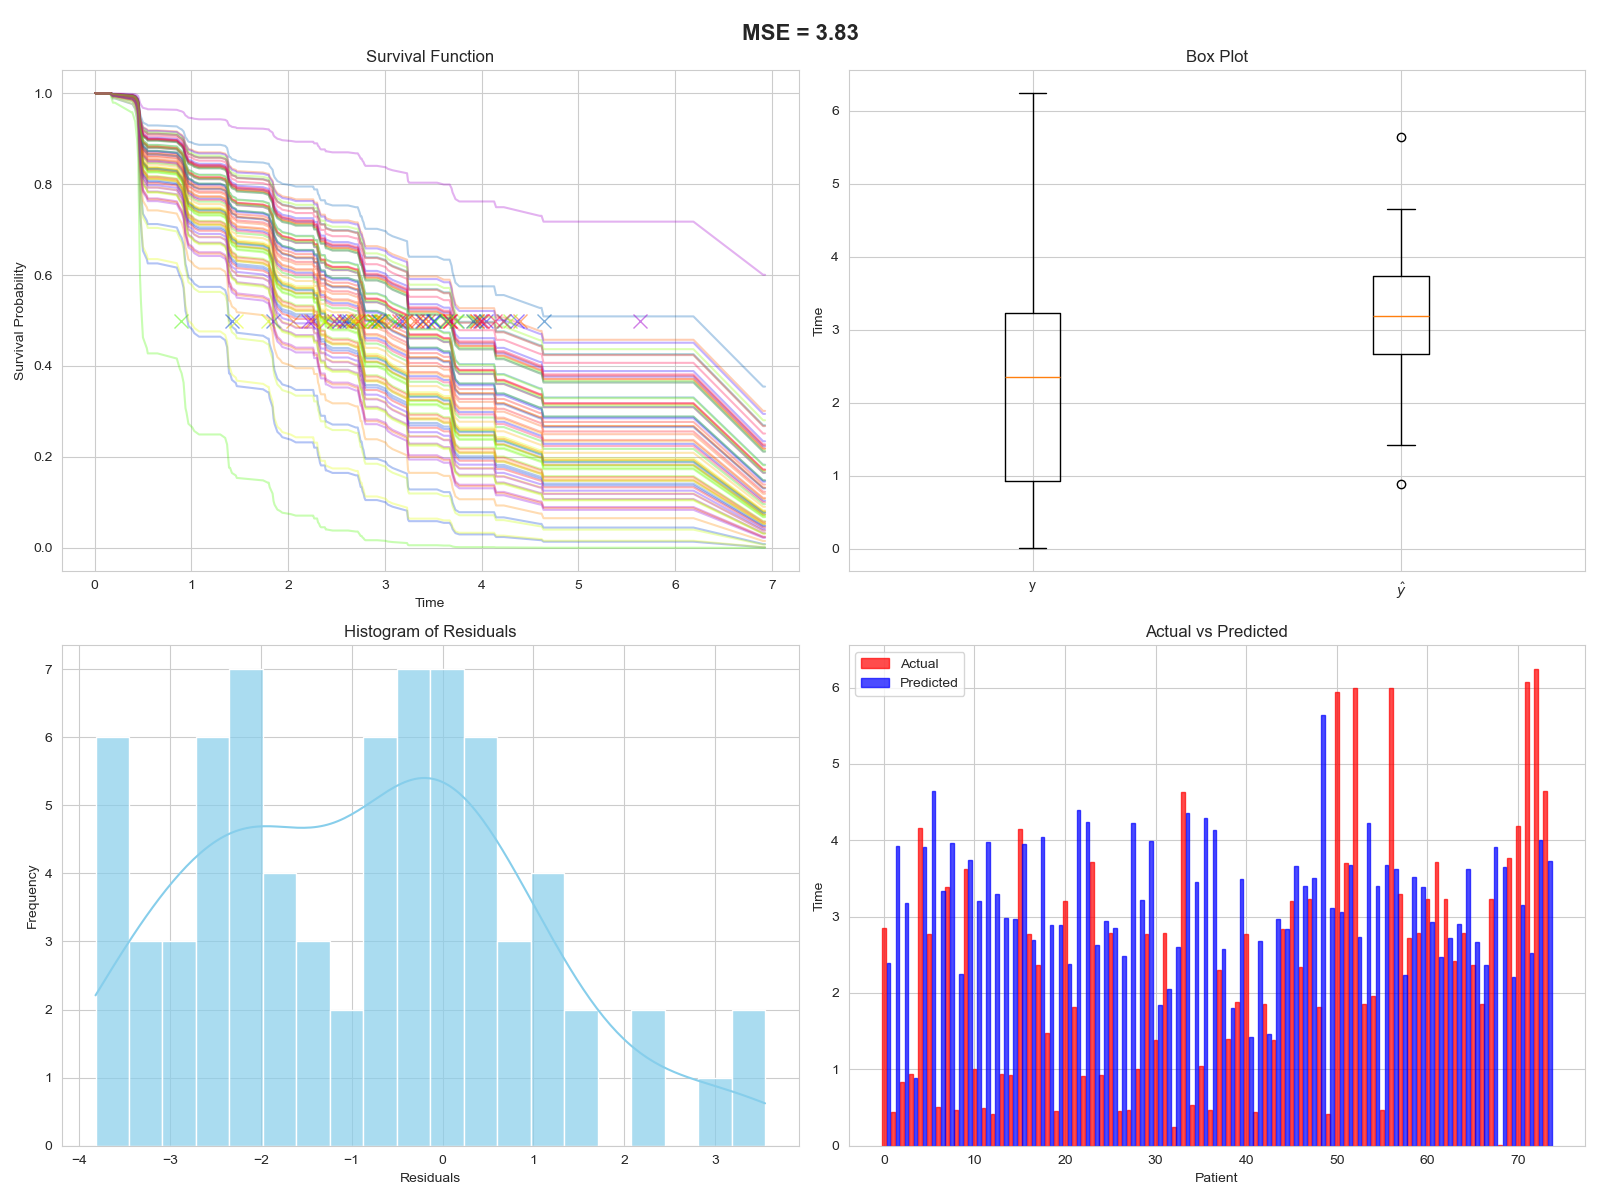 MSE = 3.83
Survival Function
Survival Probability
1.0
0.8
0.6
0.4
0.2
0.0
0 1 2 3 4 5 6 7
Time
Box Plot
Time
6
5
4
3
2
1
0
y ŷ
Histogram of Residuals
Frequency
7
6
5
4
3
2
1
0
−4 −3 −2 −1 0 1 2 3
Residuals
Actual vs Predicted
Actual
Predicted
Time
6
5
4
3
2
1
0
0 10 20 30 40 50 60 70
Patient